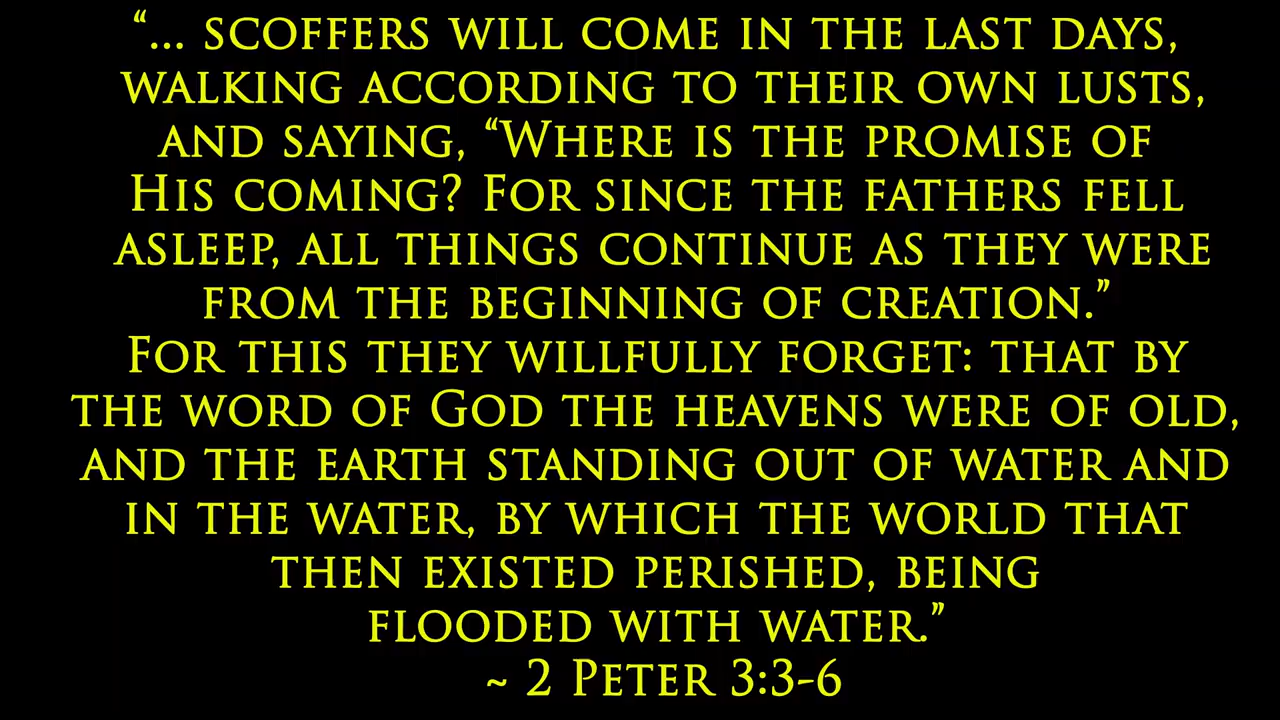 “... scoffers will come in the last days,
walking according to their own lusts,
and saying, “Where is the promise of
His coming? For since the fathers fell
asleep, all things continue as they were
from the beginning of creation.”
For this they willfully forget: that by
the word of God the heavens were of old,
and the earth standing out of water and
in the water, by which the world that
then existed perished, being
flooded with water.”
~ 2 Peter 3:3-6